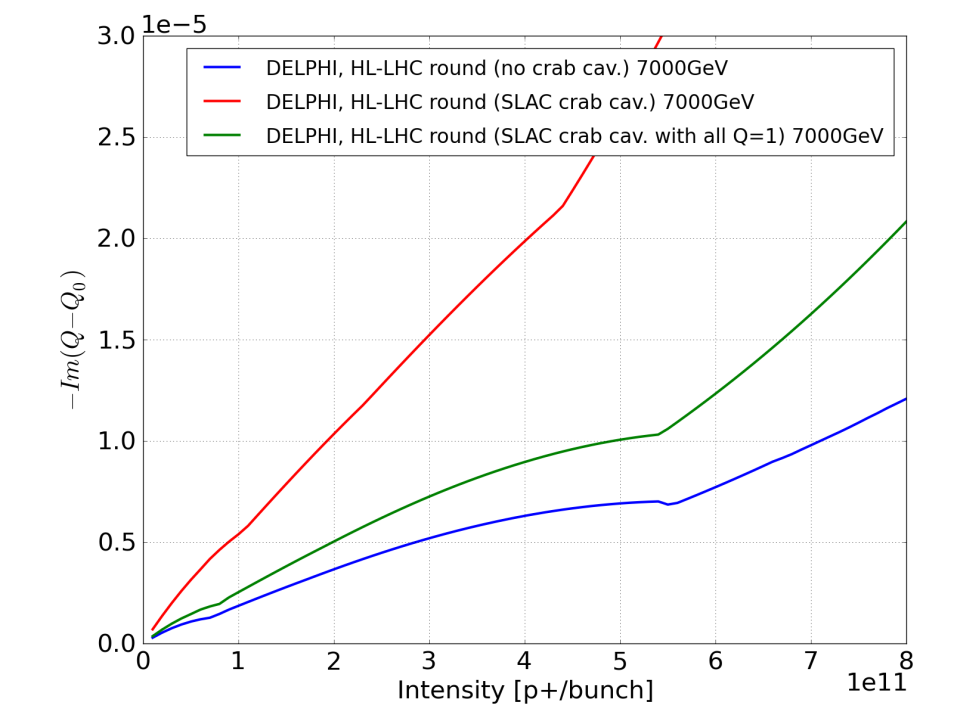 1e−5
3.0
2.5
2.0
1.5
1.0
0.5
0.0
−Im(Q−Q₀)
DELPHI, HL-LHC round (no crab cav.) 7000GeV
DELPHI, HL-LHC round (SLAC crab cav.) 7000GeV
DELPHI, HL-LHC round (SLAC crab cav. with all Q=1) 7000GeV
0 1 2 3 4 5 6 7 8
1e11
Intensity [p+/bunch]